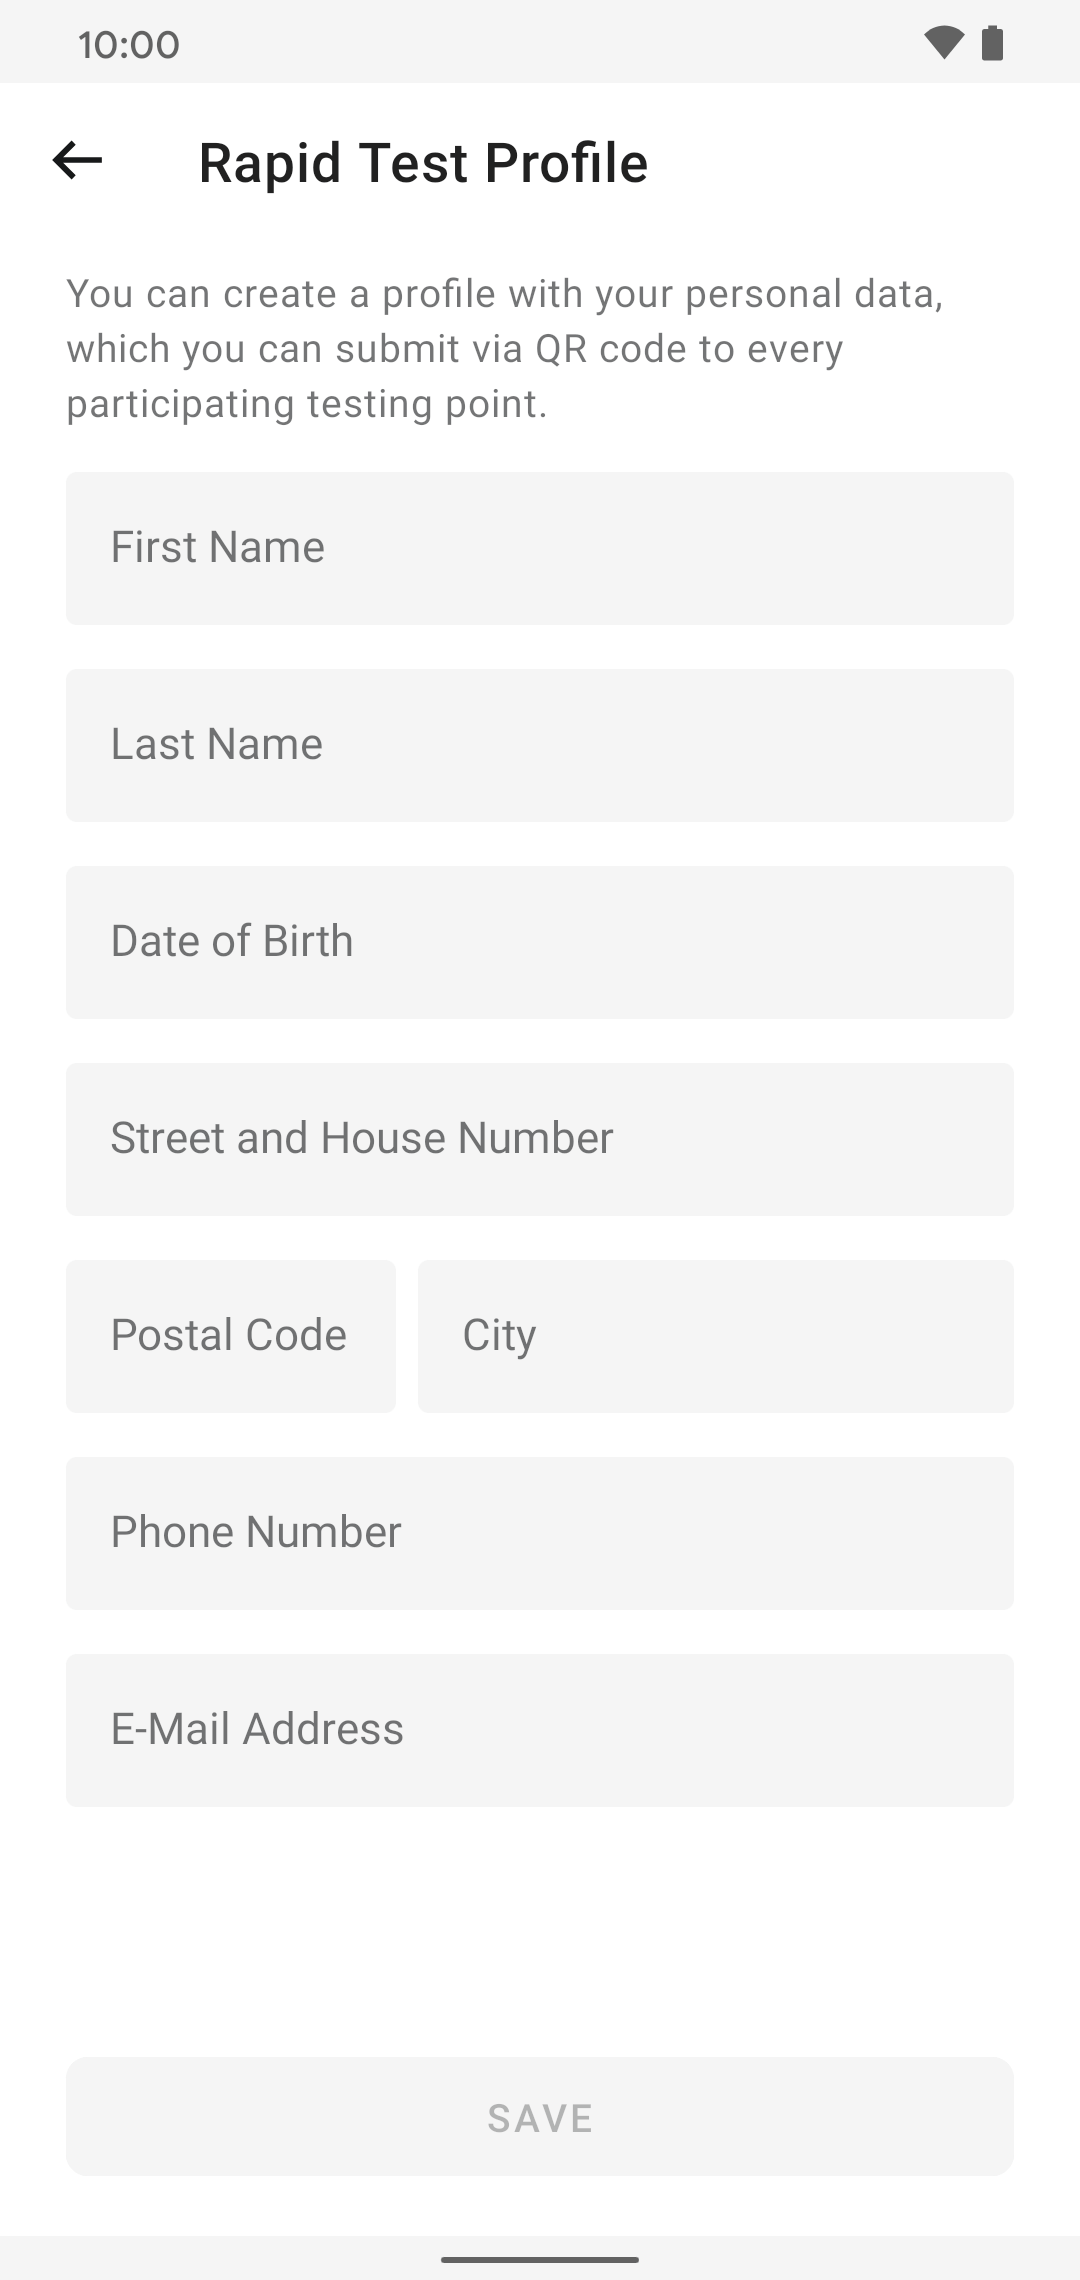 10:00
Rapid Test Profile
You can create a profile with your personal data,
which you can submit via QR code to every
participating testing point.
First Name
Last Name
Date of Birth
Street and House Number
Postal Code
City
Phone Number
E-Mail Address
SAVE